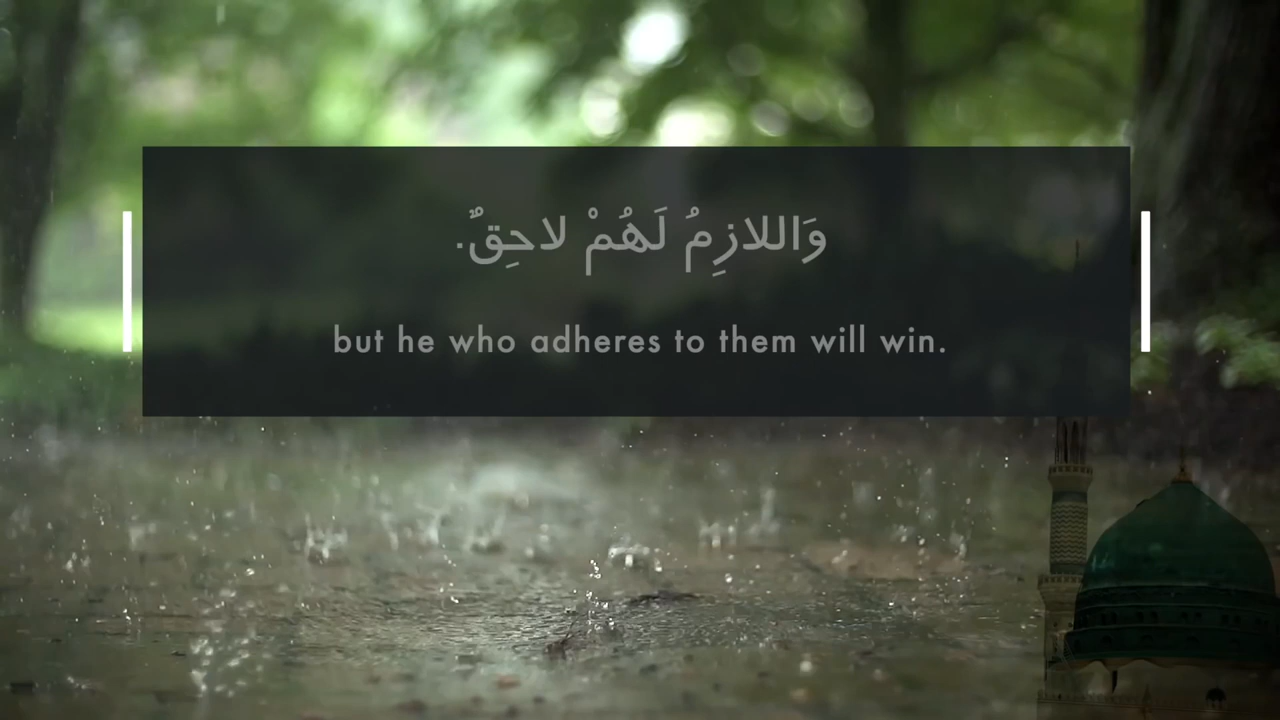 وَاللازِمُ لَهُمْ لاحِقٌ.
but he who adheres to them will win.